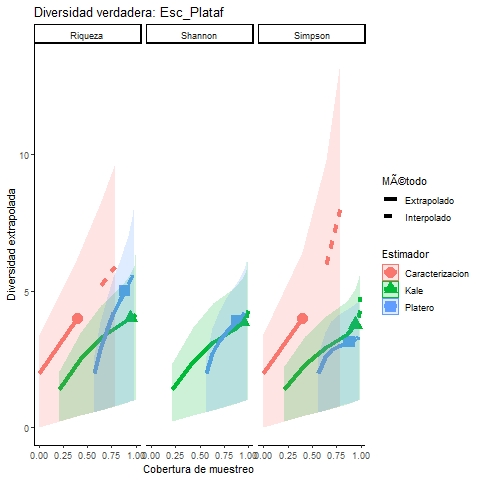 Diversidad verdadera: Esc_Plataf
Riqueza
Shannon
Simpson
Diversidad extrapolada
10
5
0
0.00 0.25 0.50 0.75 1.00
0.00 0.25 0.50 0.75 1.00
0.00 0.25 0.50 0.75 1.00
Cobertura de muestreo
MÃ©todo
Extrapolado
Interpolado
Estimador
Caracterizacion
Kale
Platero